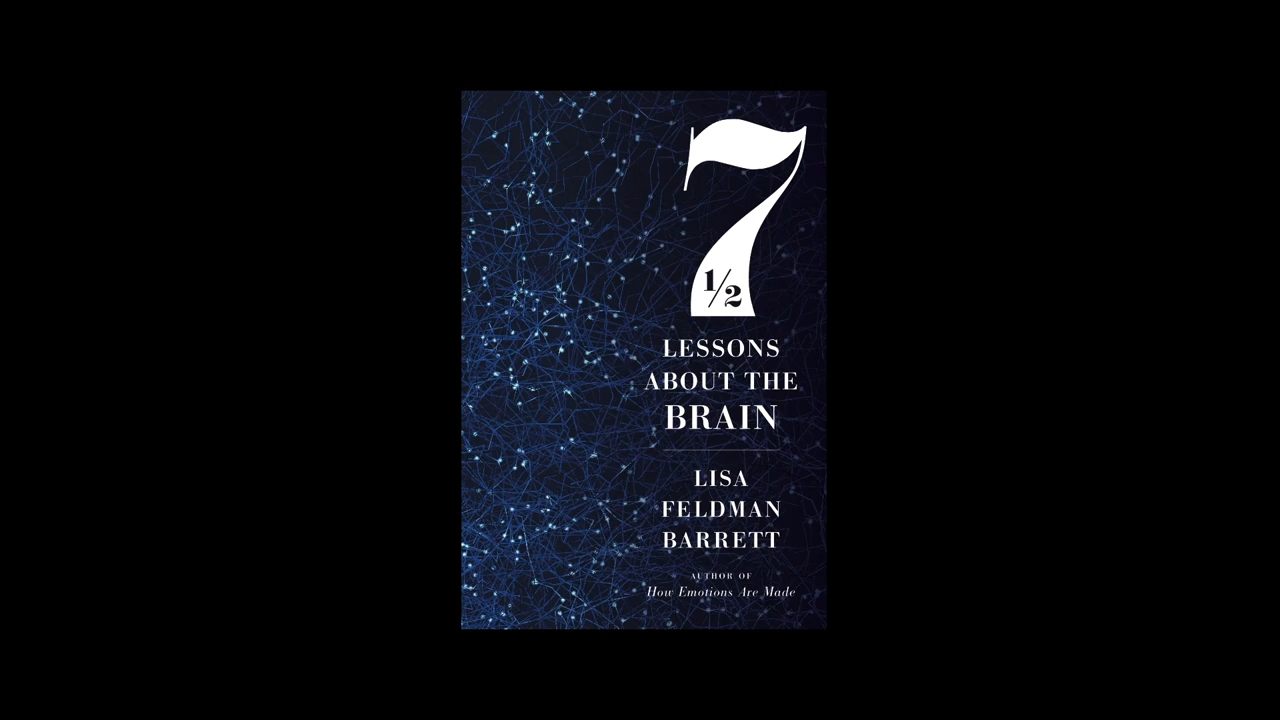 7
½
LESSONS
ABOUT THE
BRAIN
LISA
FELDMAN
BARRETT
AUTHOR OF
How Emotions Are Made